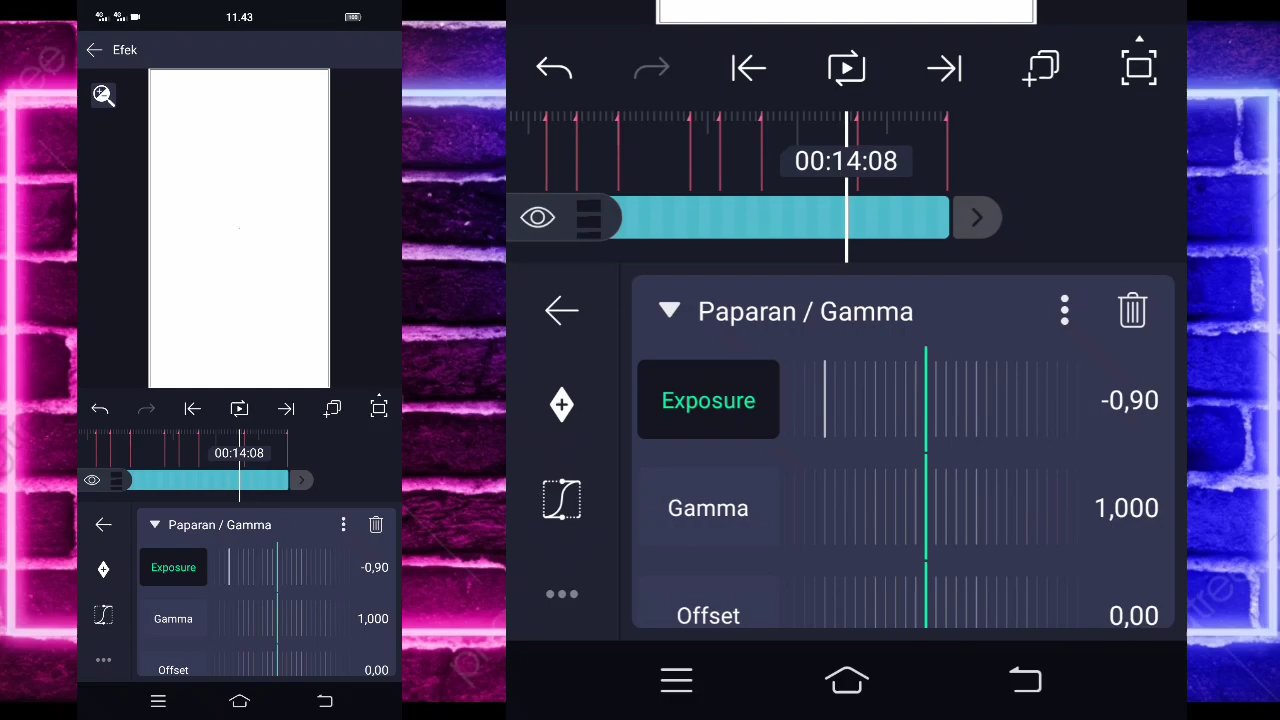 11.43
Efek
00:14:08
Paparan / Gamma
Exposure
-0,90
Gamma
1,000
Offset
0,00
00:14:08
Paparan / Gamma
Exposure
-0,90
Gamma
1,000
Offset
0,00